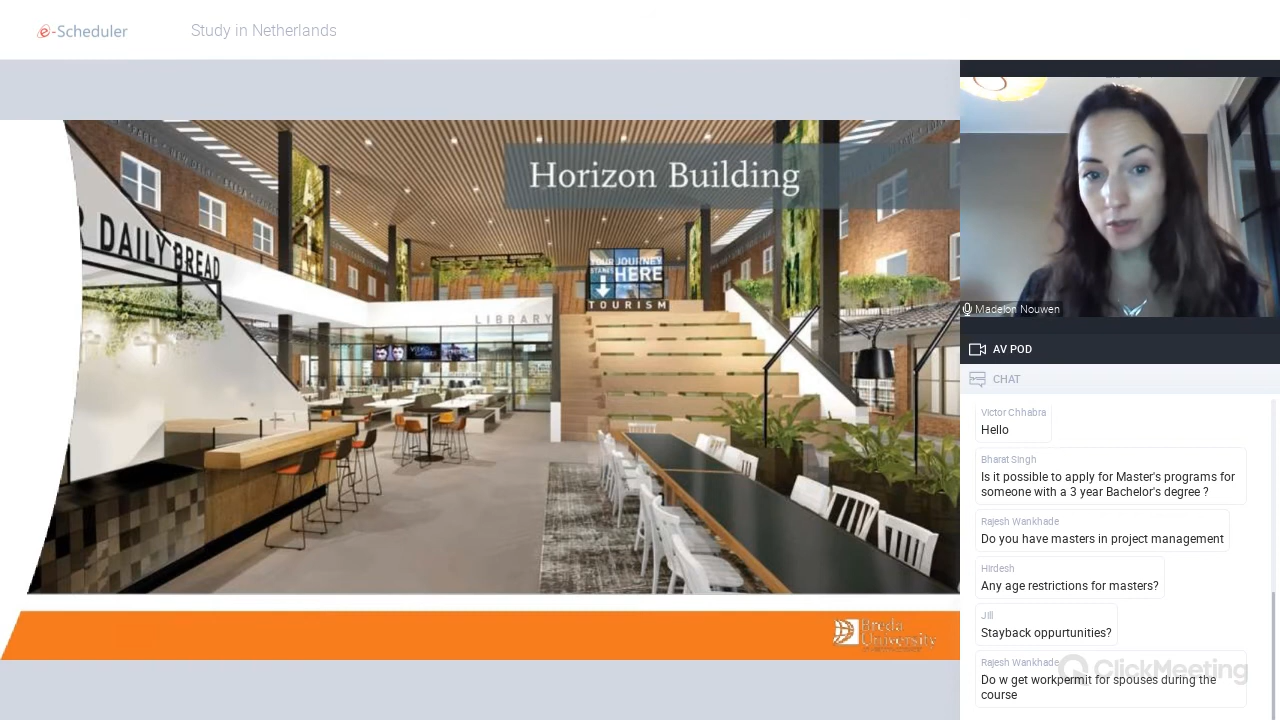 e-Scheduler
Study in Netherlands
Horizon Building
DAILY BREAD
LIBRARY
YOUR JOURNEY
STARTS HERE
TOURISM
Breda
University
Madelon Nouwen
AV POD
CHAT
Victor Chhabra
Hello
Bharat Singh
Is it possible to apply for Master's programs for
someone with a 3 year Bachelor's degree ?
Rajesh Wankhade
Do you have masters in project management
Hirdesh
Any age restrictions for masters?
Jill
Stayback oppurtunities?
Rajesh Wankhade
ClickMeeting
Do w get workpermit for spouses during the
course